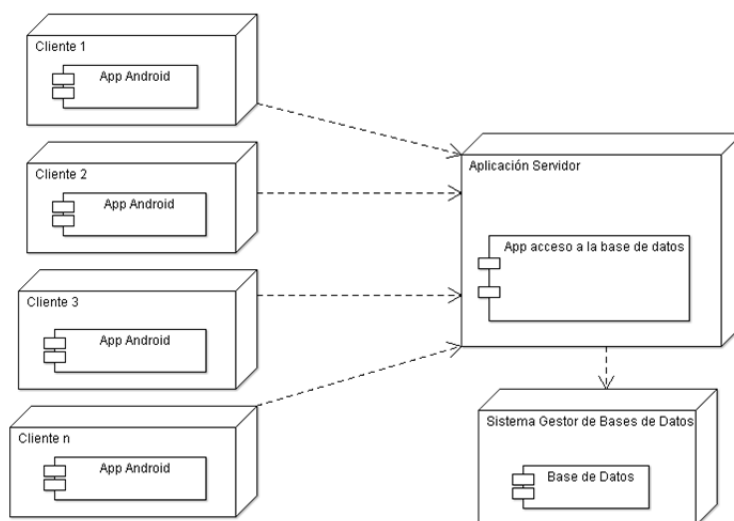 Cliente 1
App Android
Cliente 2
App Android
Cliente 3
App Android
Cliente n
App Android
Aplicación Servidor
App acceso a la base de datos
Sistema Gestor de Bases de Datos
Base de Datos